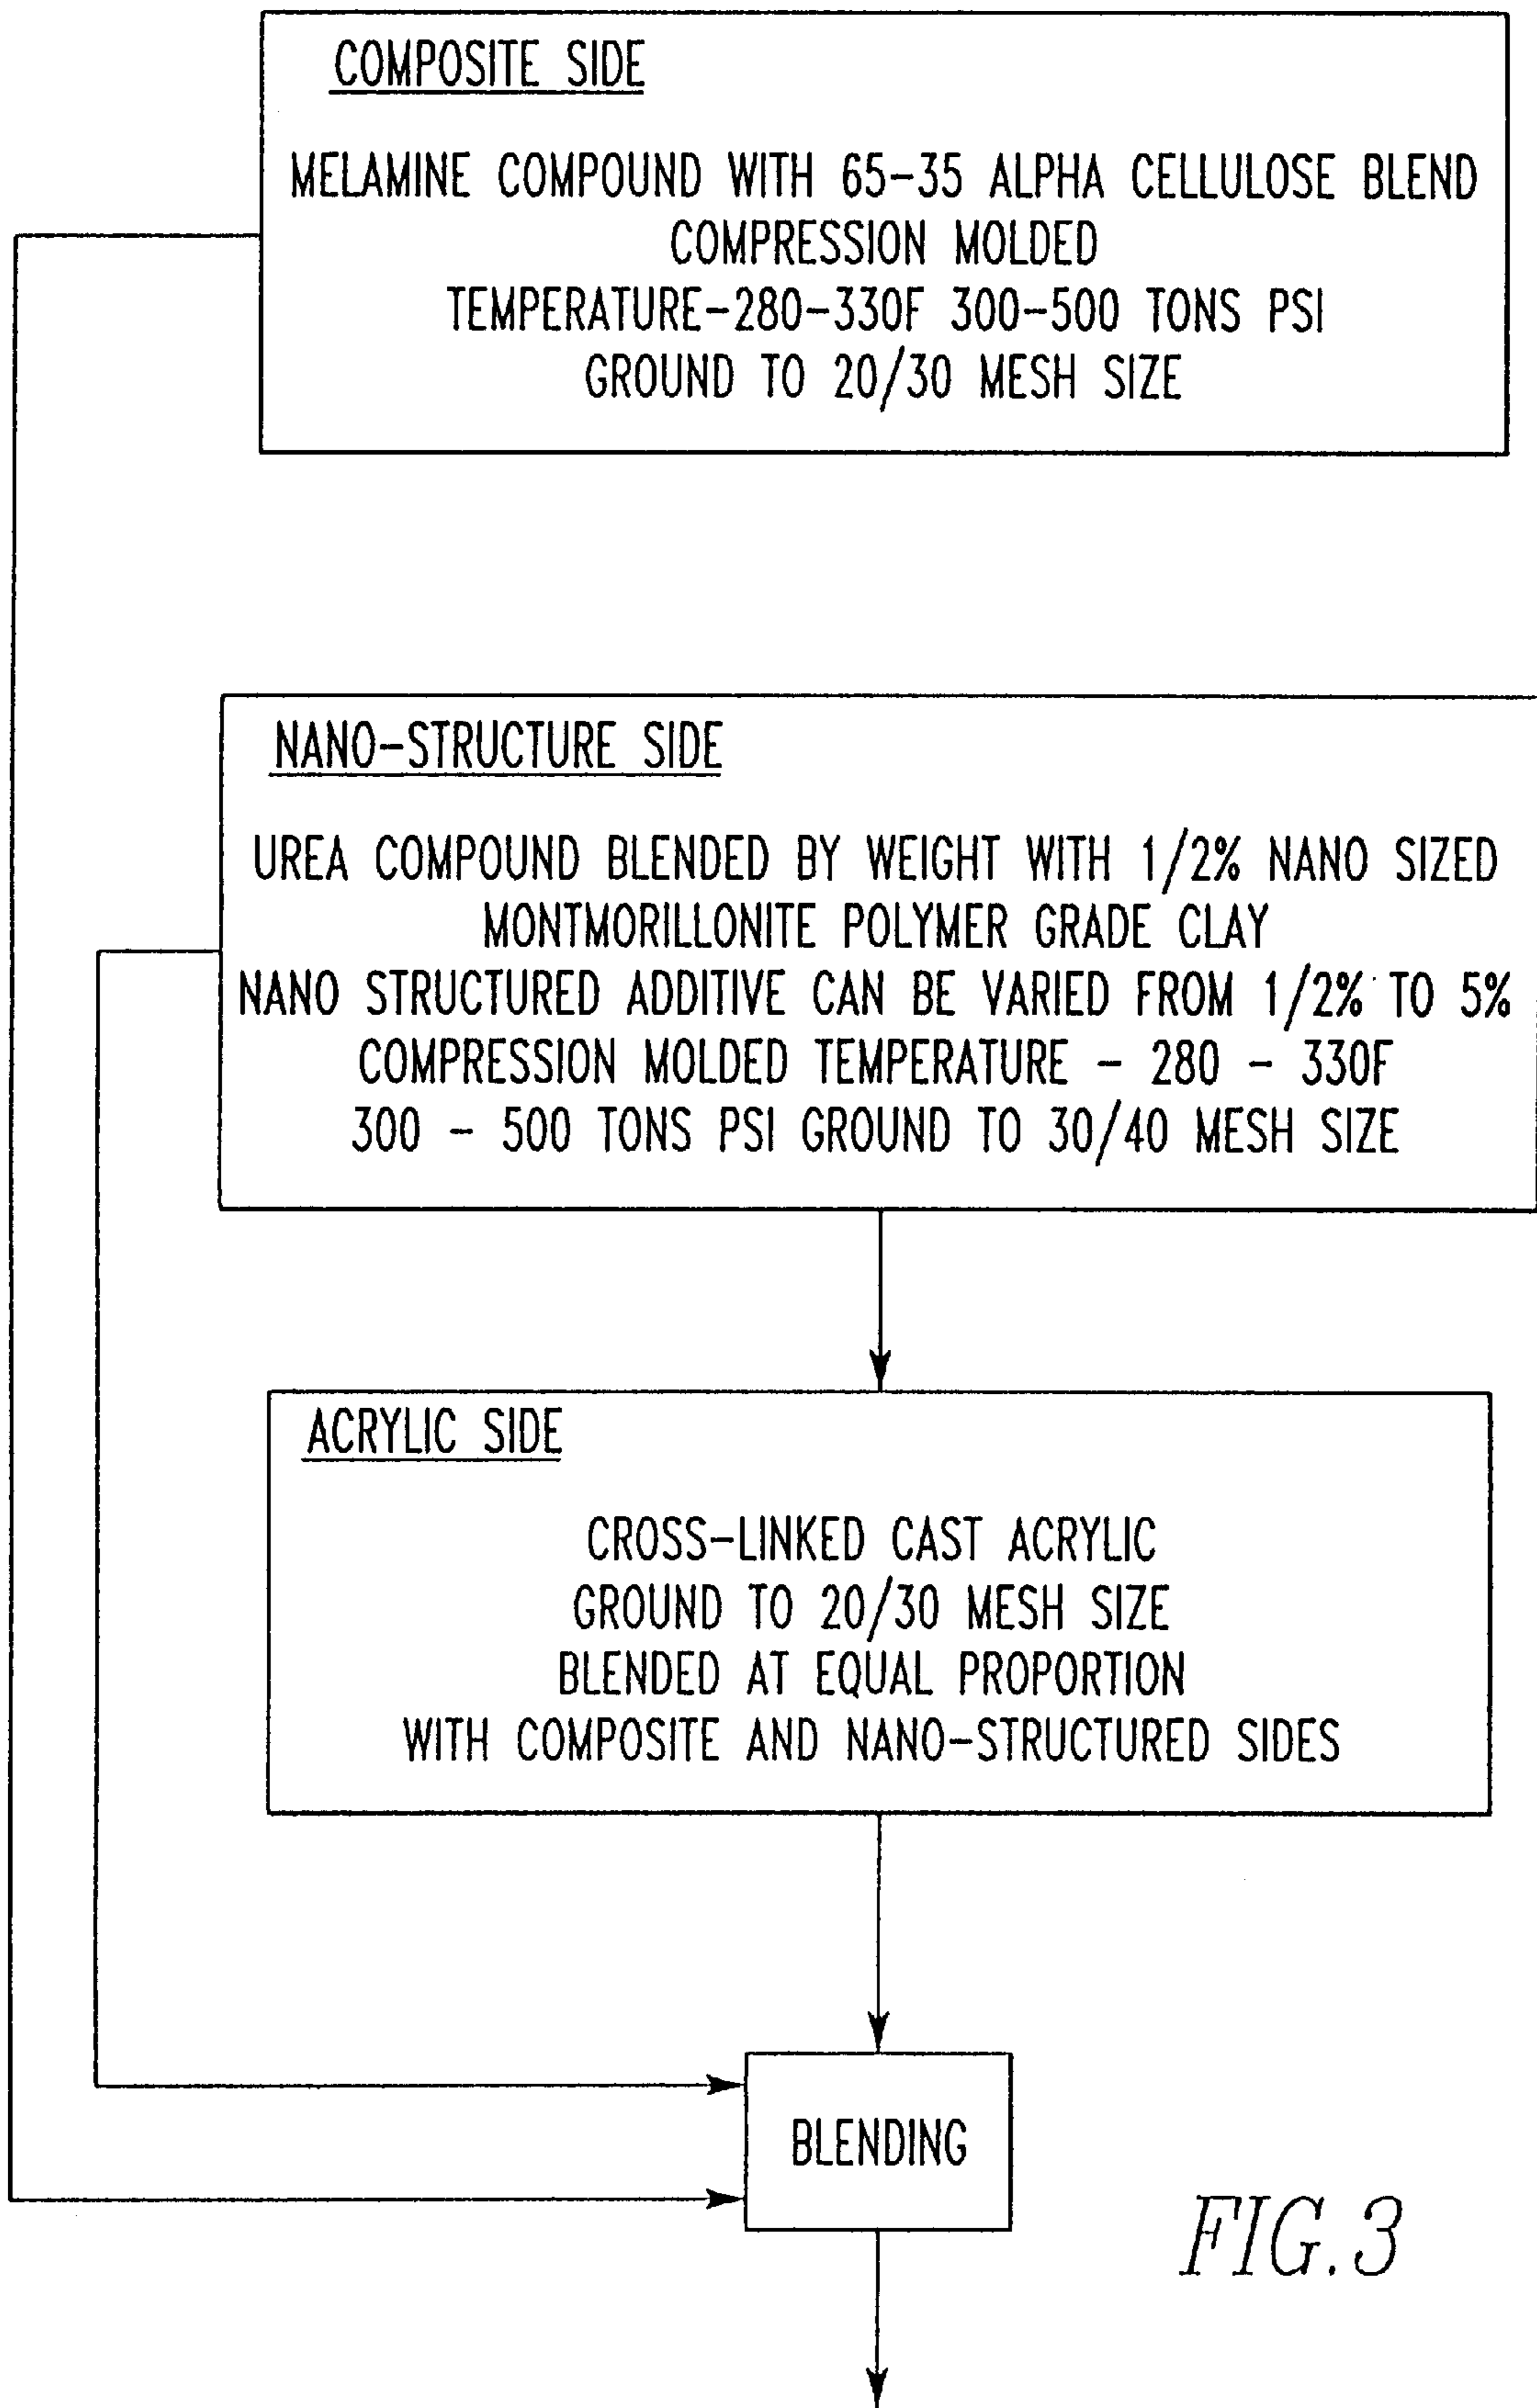 COMPOSITE SIDE
MELAMINE COMPOUND WITH 65-35 ALPHA CELLULOSE BLEND
COMPRESSION MOLDED
TEMPERATURE-280-330F 300-500 TONS PSI
GROUND TO 20/30 MESH SIZE
NANO-STRUCTURE SIDE
UREA COMPOUND BLENDED BY WEIGHT WITH 1/2% NANO SIZED
MONTMORILLONITE POLYMER GRADE CLAY
NANO STRUCTURED ADDITIVE CAN BE VARIED FROM 1/2% TO 5%
COMPRESSION MOLDED TEMPERATURE - 280 - 330F
300 - 500 TONS PSI GROUND TO 30/40 MESH SIZE
ACRYLIC SIDE
CROSS-LINKED CAST ACRYLIC
GROUND TO 20/30 MESH SIZE
BLENDED AT EQUAL PROPORTION
WITH COMPOSITE AND NANO-STRUCTURED SIDES
BLENDING
FIG.3